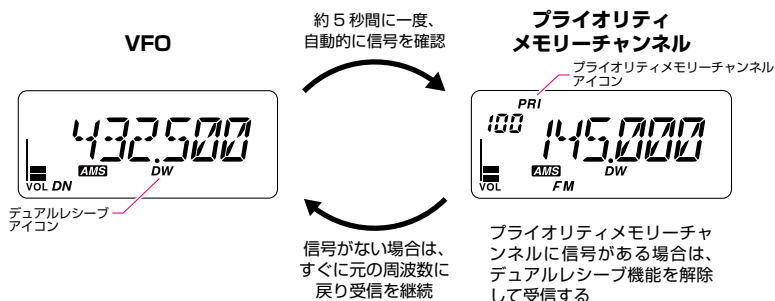 VFO
約 5 秒間に一度、
自動的に信号を確認
プライオリティ
メモリーチャンネル
プライオリティメモリーチャンネル
アイコン
432.500
AMS
DW
VOL DN
デュアルレシーブ
アイコン
PRI
100
145.000
AMS
DW
VOL
FM
信号がない場合は、
すぐに元の周波数に
戻り受信を継続
プライオリティメモリーチャ
ンネルに信号がある場合は、
デュアルレシーブ機能を解除
して受信する